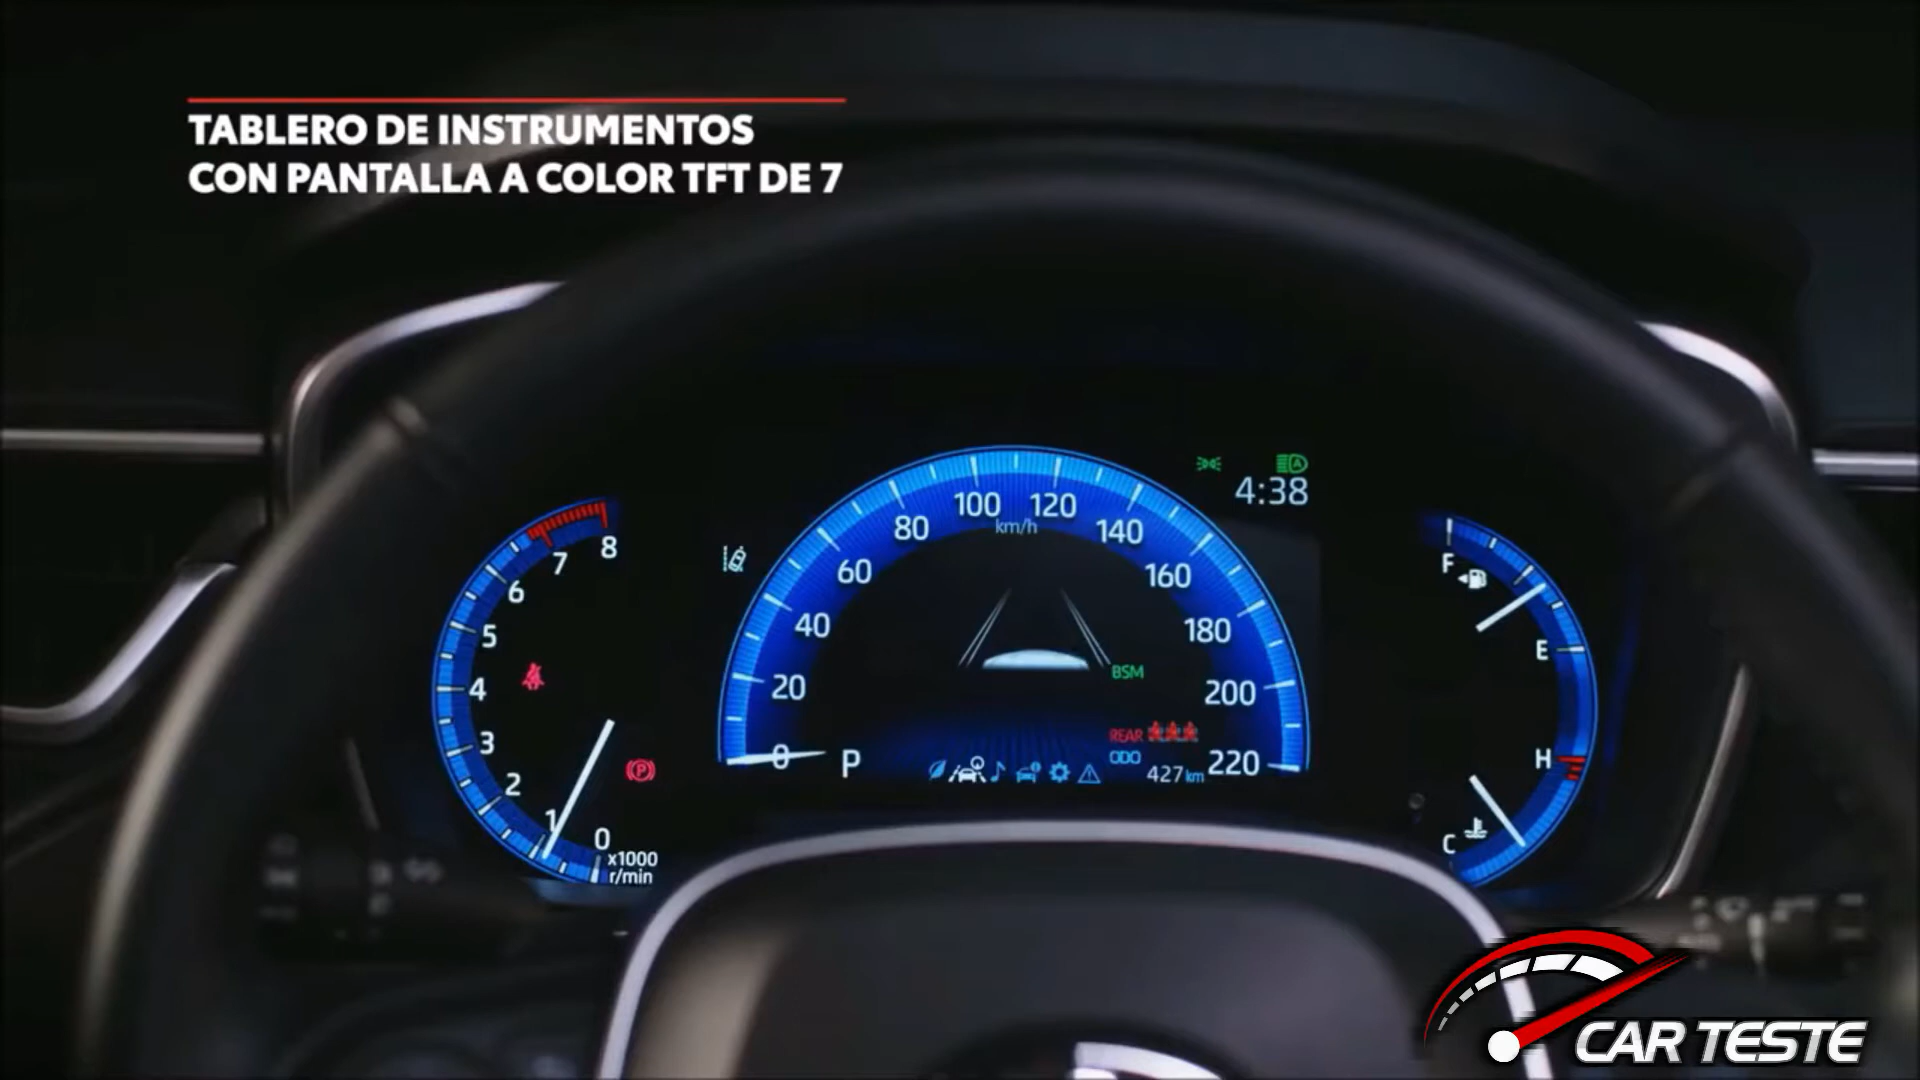 TABLERO DE INSTRUMENTOS
CON PANTALLA A COLOR TFT DE 7
4:38
100 120
km/h
80 140
60 160
40 180
20 200
0 220
P
BSM
REAR
ODO
427 km
8
7
6
5
4
3
2
1
0
x1000
r/min
P
F
E
H
C
CAR TESTE